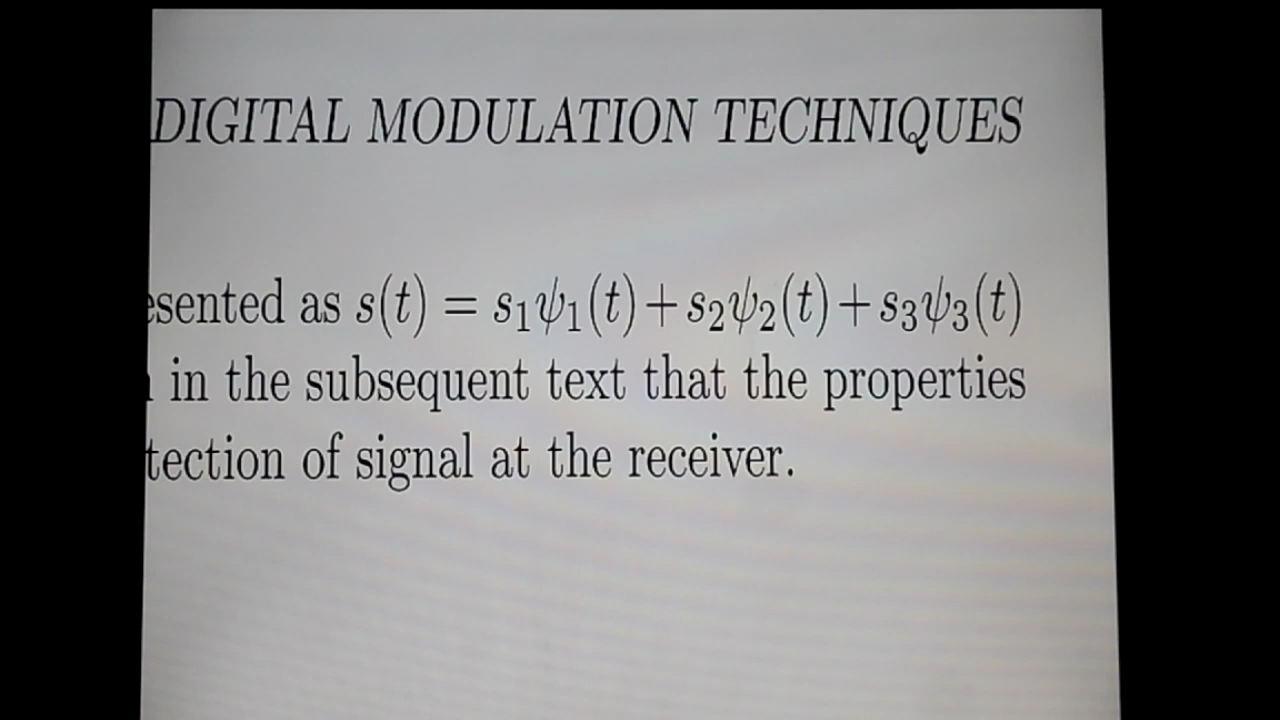 DIGITAL MODULATION TECHNIQUES
esented as s(t) = s₁ψ₁(t) + s₂ψ₂(t) + s₃ψ₃(t)
in the subsequent text that the properties
tection of signal at the receiver.